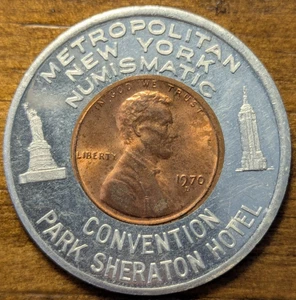 METROPOLITAN
NEW YORK
NUMISMATIC
IN GOD WE TRUST
LIBERTY
1970
CONVENTION
PARK SHERATON HOTEL